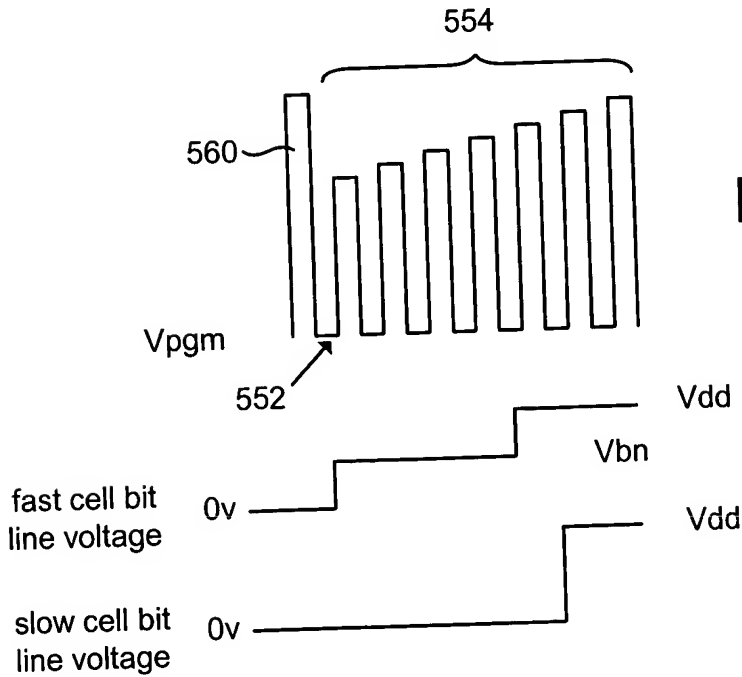 554
560
Vpgm
552
Vdd
Vbn
fast cell bit
line voltage
0v
Vdd
slow cell bit
line voltage
0v